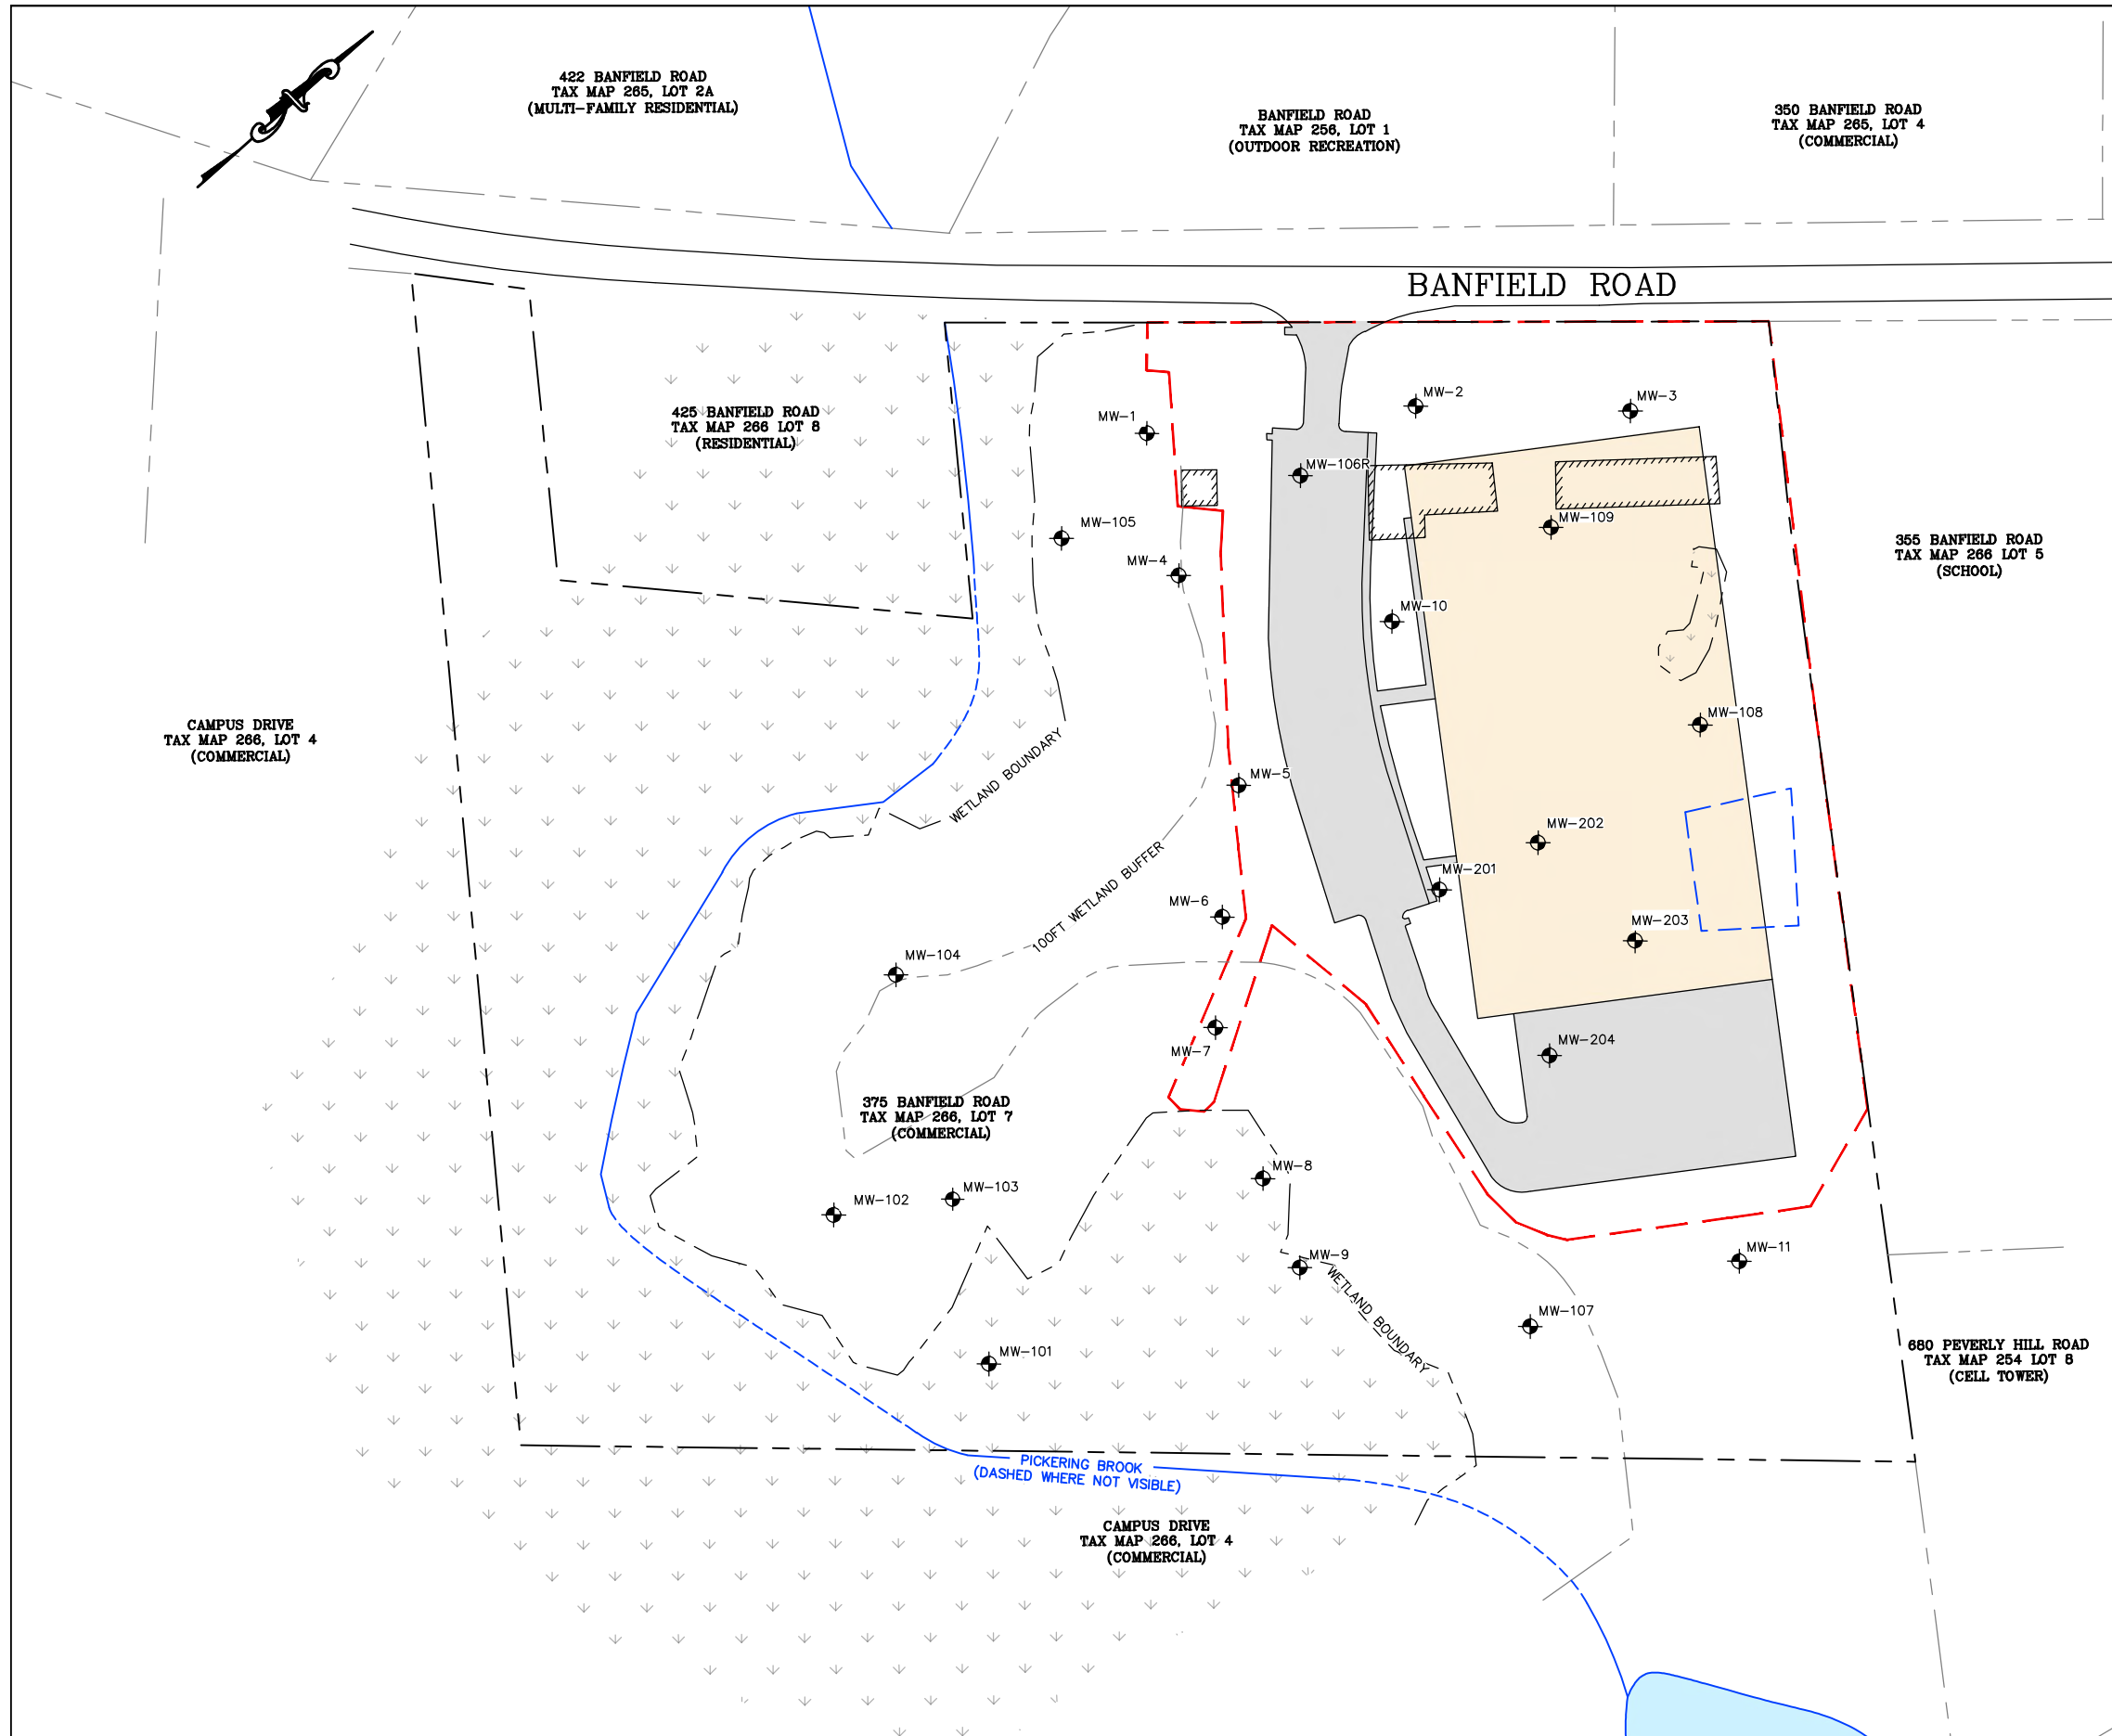 422 BANFIELD ROAD
TAX MAP 265, LOT 2A
(MULTI-FAMILY RESIDENTIAL)
BANFIELD ROAD
TAX MAP 256, LOT 1
(OUTDOOR RECREATION)
350 BANFIELD ROAD
TAX MAP 265, LOT 4
(COMMERCIAL)
N
BANFIELD ROAD
425 BANFIELD ROAD
TAX MAP 266 LOT 8
(RESIDENTIAL)
MW-1
MW-2
MW-3
MW-106R
MW-105
MW-109
MW-4
MW-10
355 BANFIELD ROAD
TAX MAP 266 LOT 5
(SCHOOL)
CAMPUS DRIVE
TAX MAP 266, LOT 4
(COMMERCIAL)
MW-108
WETLAND BOUNDARY
MW-5
MW-202
MW-201
100FT WETLAND BUFFER
MW-6
MW-203
MW-104
MW-7
MW-204
375 BANFIELD ROAD
TAX MAP 266, LOT 7
(COMMERCIAL)
MW-8
MW-102
MW-103
MW-9
MW-11
WETLAND BOUNDARY
MW-107
MW-101
680 PEVERLY HILL ROAD
TAX MAP 254 LOT 8
(CELL TOWER)
PICKERING BROOK
(DASHED WHERE NOT VISIBLE)
CAMPUS DRIVE
TAX MAP 266, LOT 4
(COMMERCIAL)